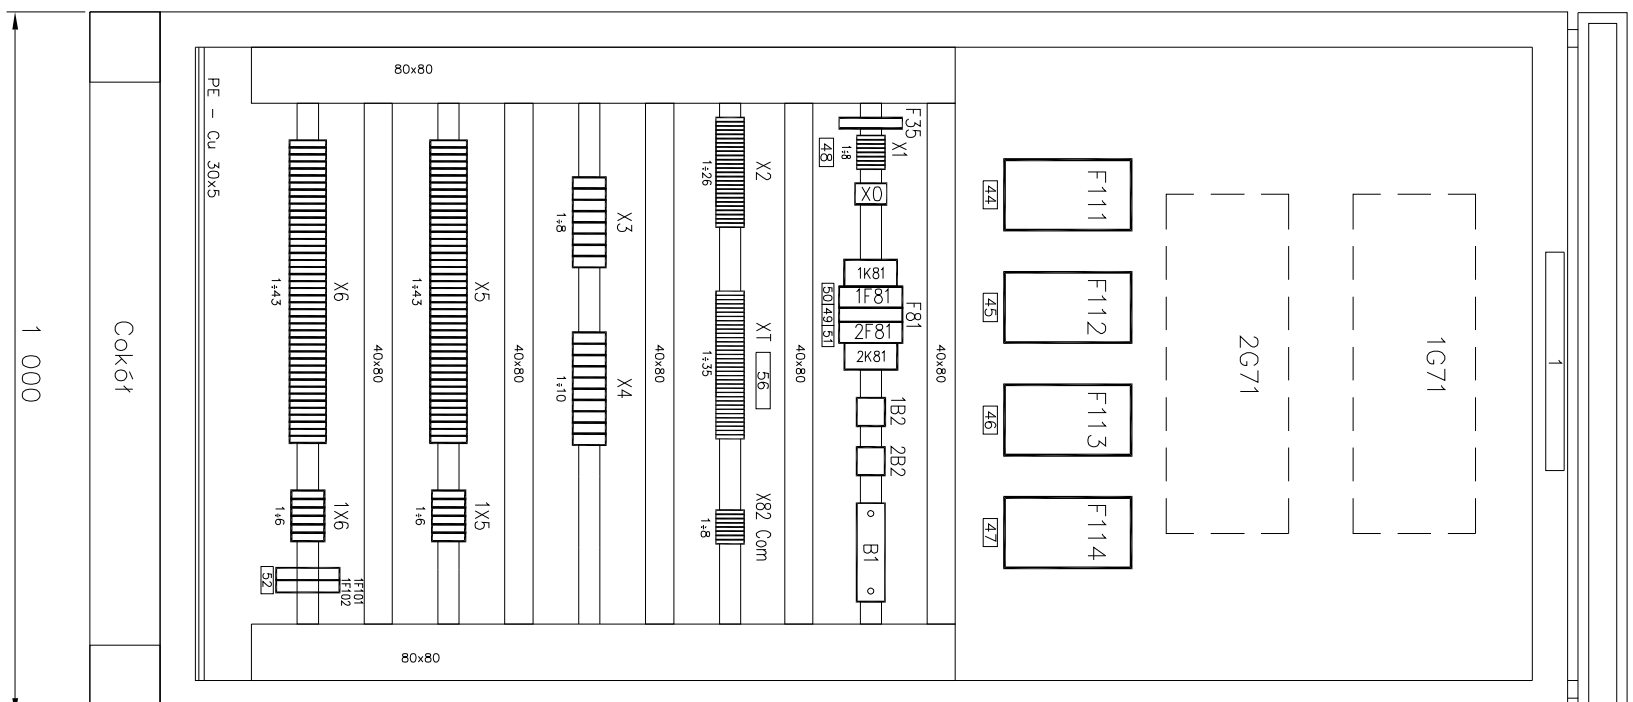 1
1G71
2G71
F111
F112
F113
F114
44
45
46
47
80x80
40x80
F35
X1
1÷8
48
X0
1K81
1F81
F81
2F81
2K81
50
49
51
1B2
2B2
B1
40x80
X2
1÷26
XT
56
1÷35
X82 Com
1÷8
40x80
X3
1÷8
X4
1÷10
40x80
X5
1÷43
1X5
1÷6
40x80
X6
1÷43
1X6
1÷6
1F101
1F102
52
80x80
PE - Cu 30x5
Cokół
1 000